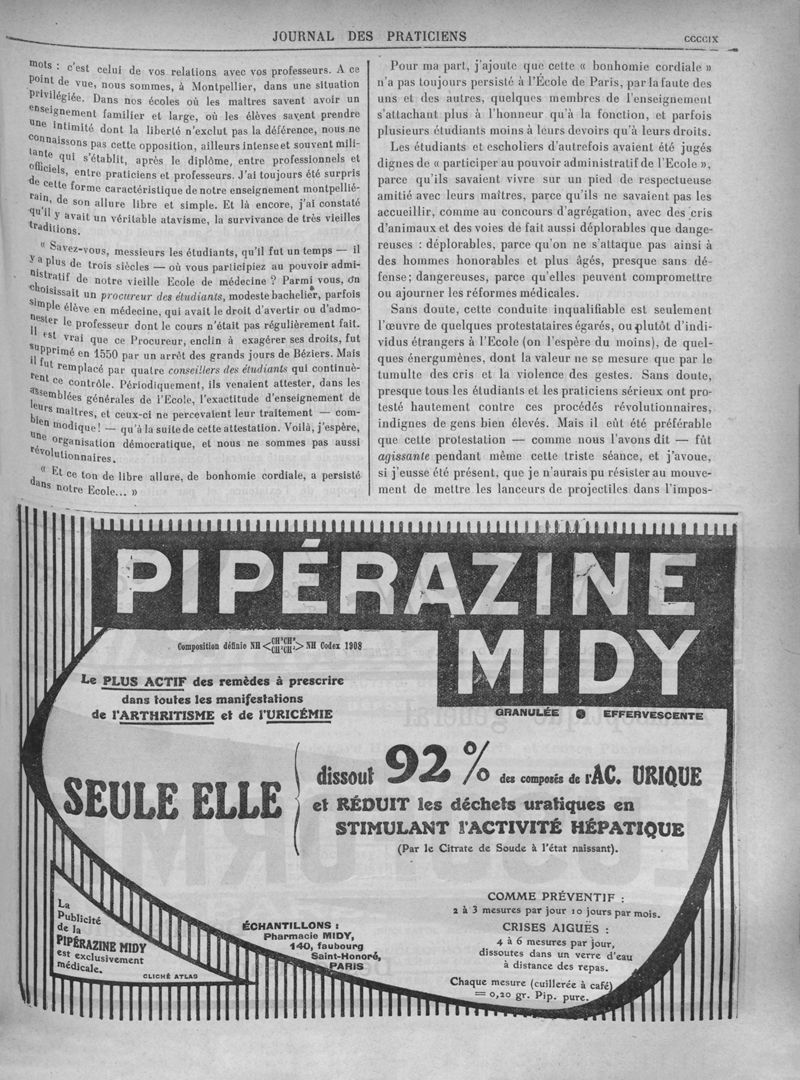 JOURNAL DES PRATICIENS
CCCCIX
mots : c'est celui de vos relations avec vos professeurs. A ce
point de vue, nous sommes, à Montpellier, dans une situation
privilégiée. Dans nos écoles où les maîtres savent avoir un
enseignement familier et large, où les élèves savent prendre
une intimité dont la liberté n'exclut pas la déférence, nous ne
connaissons pas cette opposition, ailleurs intense et souvent mili-
tante qui s'établit, après le diplôme, entre professionnels et
officiels, entre praticiens et professeurs. J'ai toujours été surpris
de cette forme caractéristique de notre enseignement montpellié-
rain, de son allure libre et simple. Et là encore, j'ai constaté
qu'il y avait un véritable atavisme, la survivance de très vieilles
traditions.
« Savez-vous, messieurs les étudiants, qu'il fut un temps — il
y a plus de trois siècles — où vous participiez au pouvoir admi-
nistratif de notre vieille Ecole de médecine ? Parmi vous, on
choisissait un procureur des étudiants, modeste bachelier, parfois
simple élève en médecine, qui avait le droit d'avertir ou d'admo-
nester le professeur dont le cours n'était pas régulièrement fait.
Il est vrai que ce Procureur, enclin à exagérer ses droits, fut
supprimé en 1550 par un arrêt des grands jours de Béziers. Mais
il fut remplacé par quatre conseillers des étudiants qui continuè-
rent ce contrôle. Périodiquement, ils venaient attester, dans les
assemblées générales de l'Ecole, l'exactitude d'enseignement de
leurs maîtres, et ceux-ci ne percevaient leur traitement — com-
bien modique ! — qu'à la suite de cette attestation. Voilà, j'espère,
une organisation démocratique, et nous ne sommes pas aussi
révolutionnaires.
« Et ce ton de libre allure, de bonhomie cordiale, a persisté
dans notre Ecole... »
Pour ma part, j'ajoute que cette « bonhomie cordiale »
n'a pas toujours persisté à l'École de Paris, par la faute des
uns et des autres, quelques membres de l'enseignement
s'attachant plus à l'honneur qu'à la fonction, et parfois
plusieurs étudiants moins à leurs devoirs qu'à leurs droits.
Les étudiants et escholiers d'autrefois avaient été jugés
dignes de « participer au pouvoir administratif de l'Ecole »,
parce qu'ils savaient vivre sur un pied de respectueuse
amitié avec leurs maîtres, parce qu'ils ne savaient pas les
accueillir, comme au concours d'agrégation, avec des cris
d'animaux et des voies de fait aussi déplorables que dange-
reuses : déplorables, parce qu'on ne s'attaque pas ainsi à
des hommes honorables et plus âgés, presque sans dé-
fense; dangereuses, parce qu'elles peuvent compromettre
ou ajourner les réformes médicales.
Sans doute, cette conduite inqualifiable est seulement
l'œuvre de quelques protestataires égarés, ou plutôt d'indi-
vidus étrangers à l'Ecole (on l'espère du moins), de quel-
ques énergumènes, dont la valeur ne se mesure que par le
tumulte des cris et la violence des gestes. Sans doute,
presque tous les étudiants et les praticiens sérieux ont pro-
testé hautement contre ces procédés révolutionnaires,
indignes de gens bien élevés. Mais il eût été préférable
que cette protestation — comme nous l'avons dit — fût
agissante pendant même cette triste séance, et j'avoue,
si j'eusse été présent, que je n'aurais pu résister au mouve-
ment de mettre les lanceurs de projectiles dans l'impos-
PIPÉRAZINE
MIDY
Composition définie NH <CH²CH² CH²CH²> NH Codex 1908
GRANULÉE EFFERVESCENTE
Le PLUS ACTIF des remèdes à prescrire
dans toutes les manifestations
de l'ARTHRITISME et de l'URICÉMIE
SEULE ELLE
dissout 92 % des composés de l'AC. URIQUE
et RÉDUIT les déchets uratiques en
STIMULANT l'ACTIVITÉ HÉPATIQUE
(Par le Citrate de Soude à l'état naissant).
COMME PRÉVENTIF :
2 à 3 mesures par jour 10 jours par mois.
CRISES AIGUES :
4 à 6 mesures par jour,
dissoutes dans un verre d'eau
à distance des repas.
Chaque mesure (cuillerée à café)
= 0,20 gr. Pip. pure.
ÉCHANTILLONS :
Pharmacie MIDY,
140, faubourg
Saint-Honoré,
PARIS
La
Publicité
de la
PIPÉRAZINE MIDY
est exclusivement
médicale.
CLICHÉ ATLAS